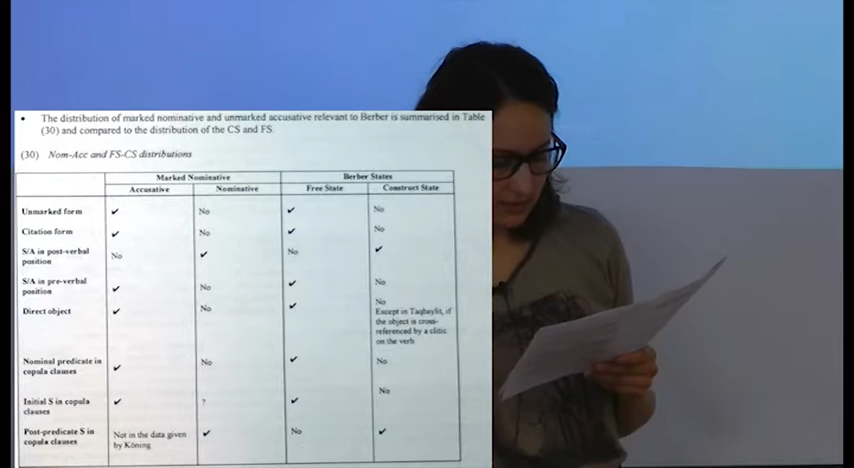 • The distribution of marked nominative and unmarked accusative relevant to Berber is summarised in Table
(30) and compared to the distribution of the CS and FS.
(30) Nom-Acc and FS-CS distributions
Marked Nominative Berber States
Accusative Nominative Free State Construct State
Unmarked form ✔ No ✔ No
Citation form ✔ No ✔ No
S/A in post-verbal position No ✔ No ✔
S/A in pre-verbal position ✔ No ✔ No
Direct object ✔ No ✔ No
Except in Taqbaylit, if
the object is cross-
referenced by a clitic
on the verb
Nominal predicate in copula clauses ✔ No ✔ No
Initial S in copula clauses ✔ ? ✔ No
Post-predicate S in copula clauses Not in the data given by Köning ✔ No ✔